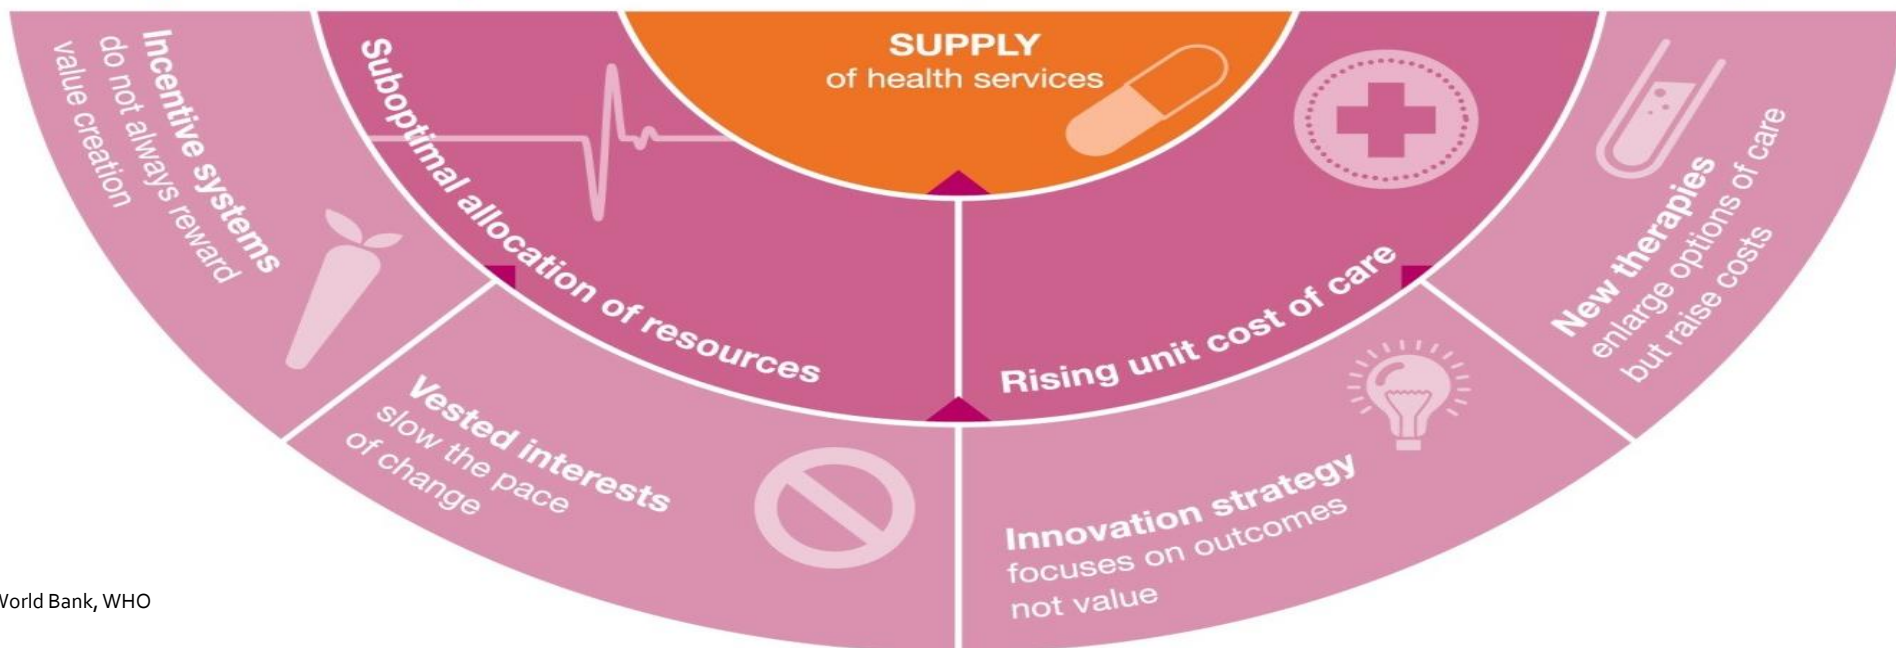 SUPPLY
of health services
Suboptimal allocation of resources
Rising unit cost of care
Incentive systems
do not always reward
value creation
Vested interests
slow the pace
of change
Innovation strategy
focuses on outcomes
not value
New therapies
enlarge options of care
but raise costs
World Bank, WHO